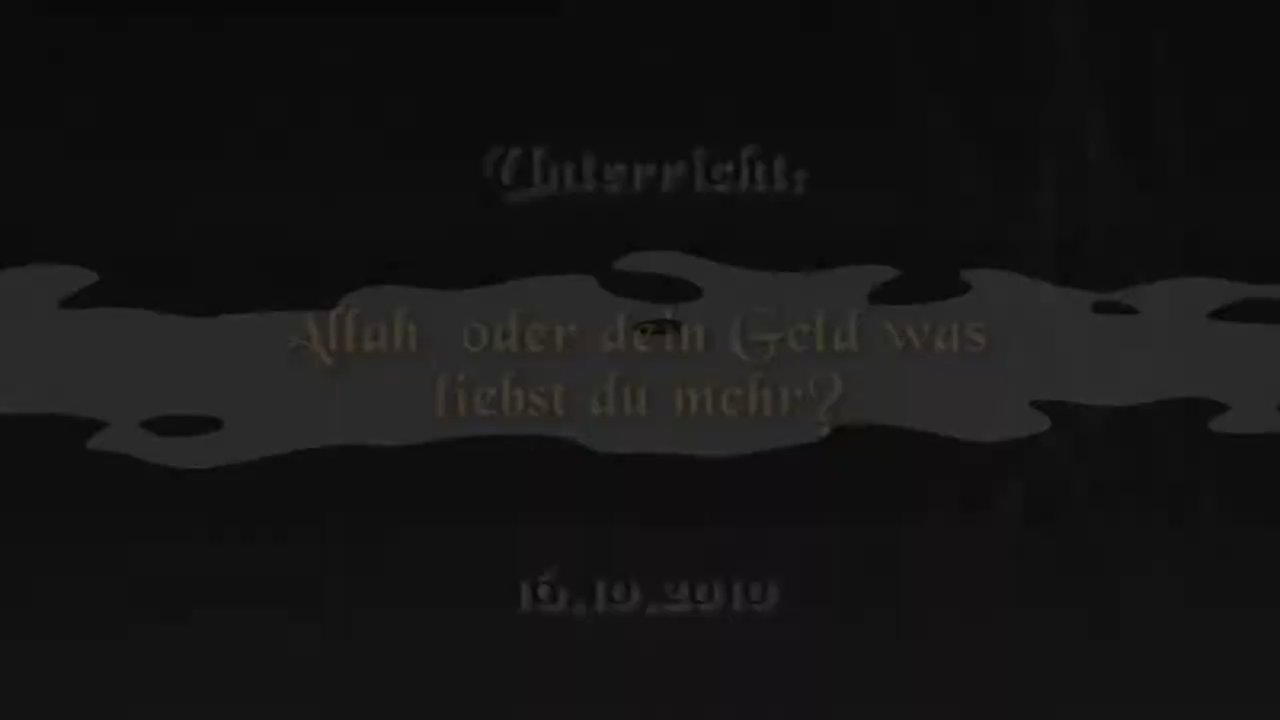 Unterricht:
Allah oder dein Geld was
liebst du mehr?
16.10.2010